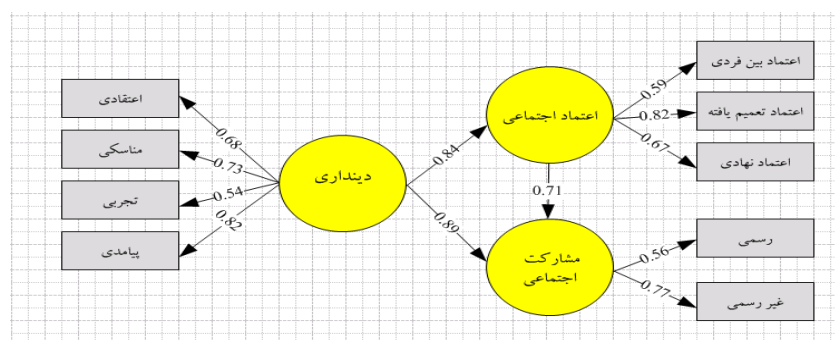 اعتماد بین فردی
اعتماد تعمیم یافته
اعتماد نهادی
0.59
0.82
0.67
اعتماد اجتماعی
0.84
0.71
0.89
دینداری
اعتقادی
مناسکی
تجربی
پیامدی
0.68
0.73
0.54
0.82
مشارکت
اجتماعی
0.56
0.77
رسمی
غیر رسمی